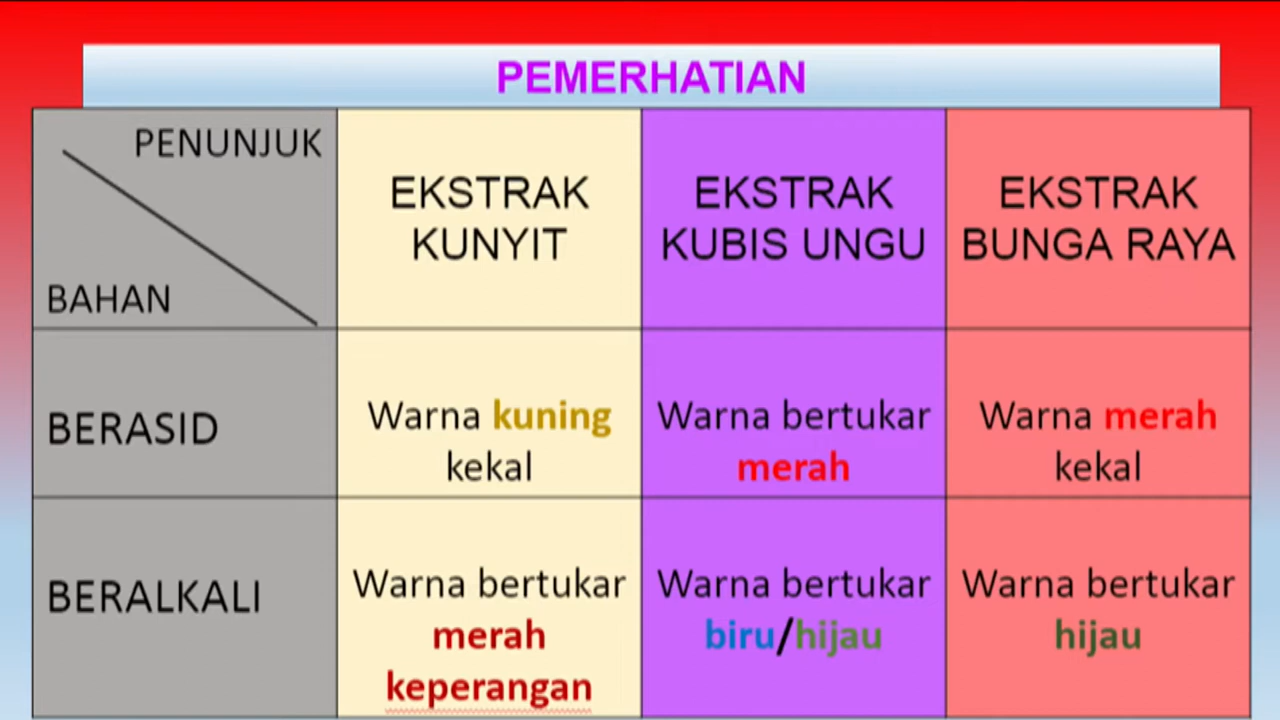 PEMERHATIAN
PENUNJUK
BAHAN
EKSTRAK
KUNYIT
EKSTRAK
KUBIS UNGU
EKSTRAK
BUNGA RAYA
BERASID
Warna kuning
kekal
Warna bertukar
merah
Warna merah
kekal
BERALKALI
Warna bertukar
merah
keperangan
Warna bertukar
biru/hijau
Warna bertukar
hijau